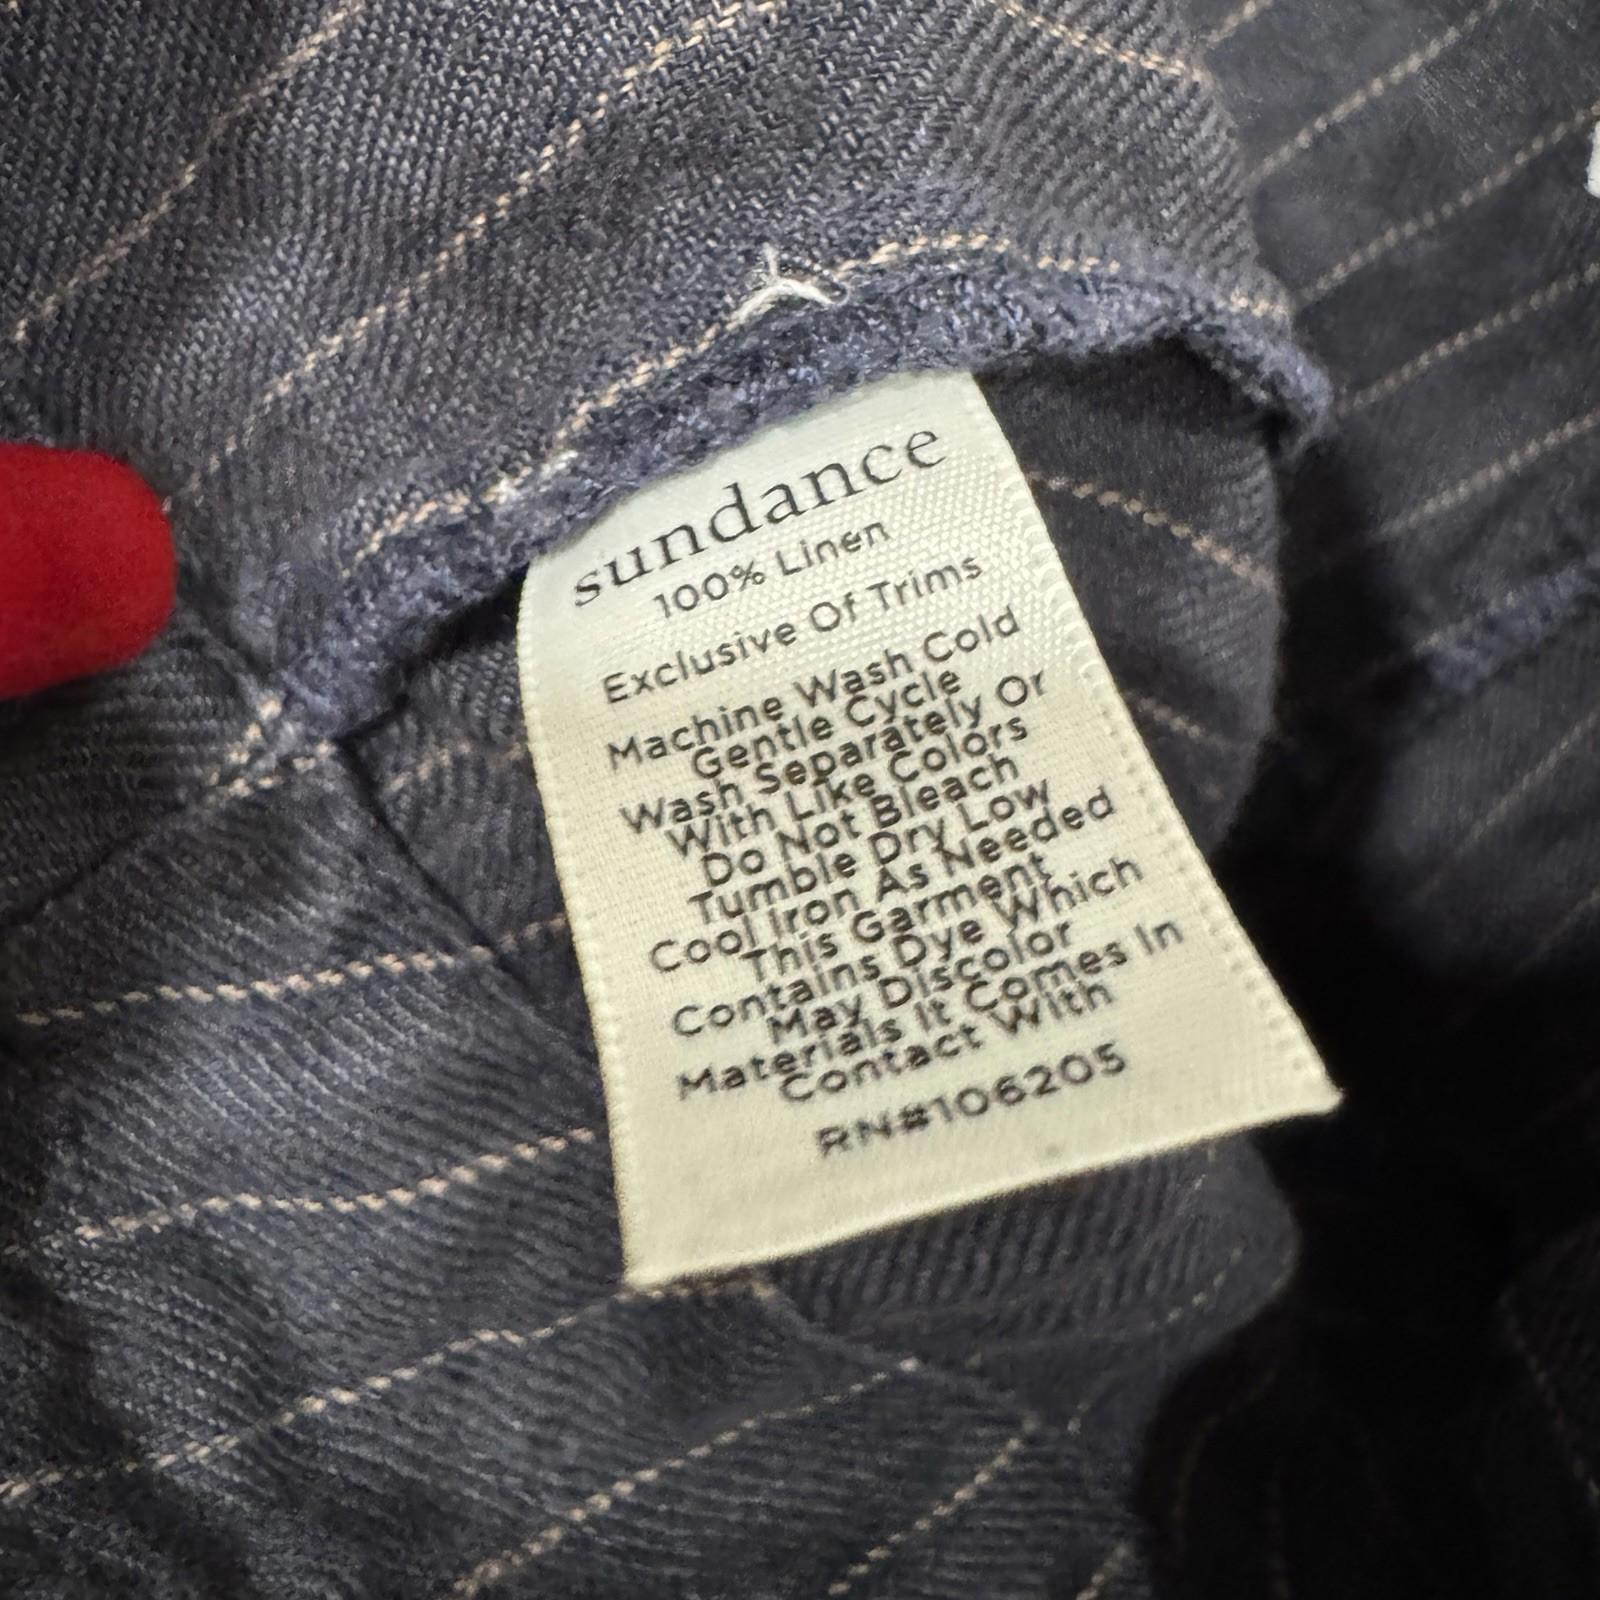 sundance
100% Linen
Exclusive Of Trims
Machine Wash Cold
Gentle Cycle
Wash Separately Or
With Like Colors
Do Not Bleach
Tumble Dry Low
Cool Iron As Needed
This Garment
Contains Dye Which
May Discolor
Materials It Comes In
Contact With
RN#106205